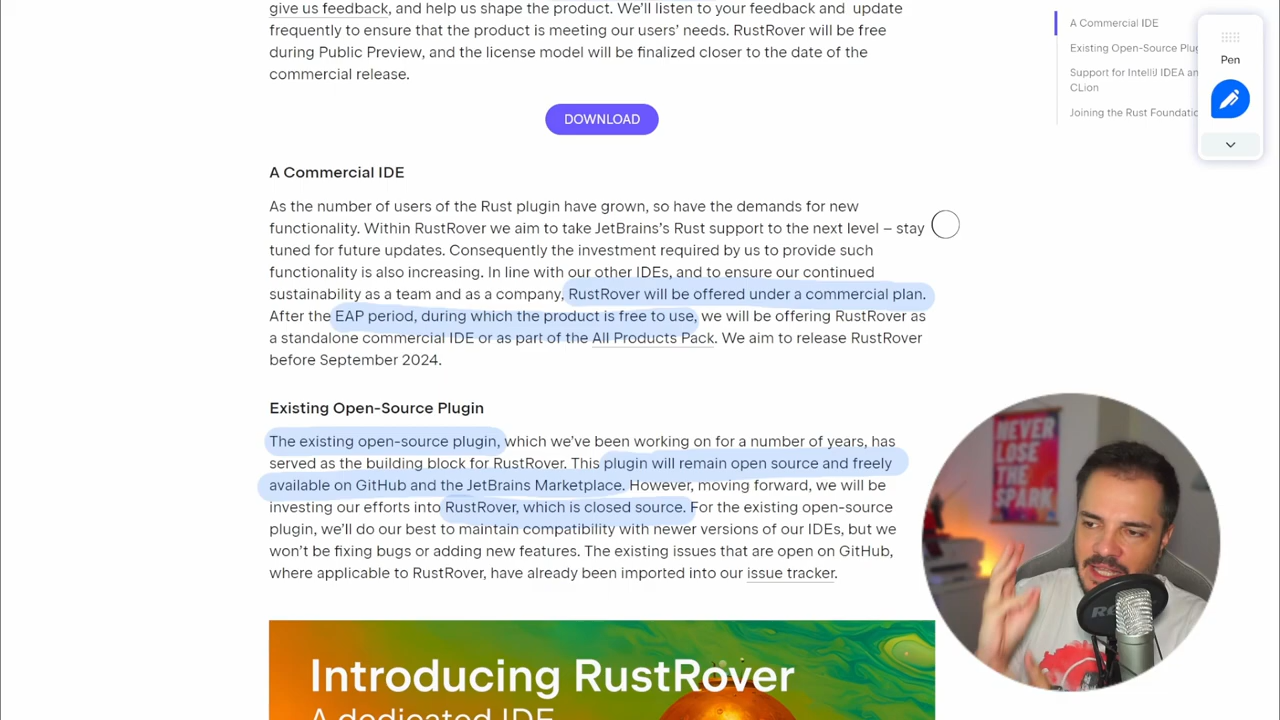 give us feedback, and help us shape the product. We'll listen to your feedback and update
frequently to ensure that the product is meeting our users' needs. RustRover will be free
during Public Preview, and the license model will be finalized closer to the date of the
commercial release.
DOWNLOAD
A Commercial IDE
As the number of users of the Rust plugin have grown, so have the demands for new
functionality. Within RustRover we aim to take JetBrains's Rust support to the next level – stay
tuned for future updates. Consequently the investment required by us to provide such
functionality is also increasing. In line with our other IDEs, and to ensure our continued
sustainability as a team and as a company, RustRover will be offered under a commercial plan.
After the EAP period, during which the product is free to use, we will be offering RustRover as
a standalone commercial IDE or as part of the All Products Pack. We aim to release RustRover
before September 2024.
Existing Open-Source Plugin
The existing open-source plugin, which we've been working on for a number of years, has
served as the building block for RustRover. This plugin will remain open source and freely
available on GitHub and the JetBrains Marketplace. However, moving forward, we will be
investing our efforts into RustRover, which is closed source. For the existing open-source
plugin, we'll do our best to maintain compatibility with newer versions of our IDEs, but we
won't be fixing bugs or adding new features. The existing issues that are open on GitHub,
where applicable to RustRover, have already been imported into our issue tracker.
Introducing RustRover
A dedicated IDE
A Commercial IDE
Existing Open-Source Plug
Support for IntelliJ IDEA an
CLion
Joining the Rust Foundatio
Pen
NEVER
LOSE
THE
SPARK